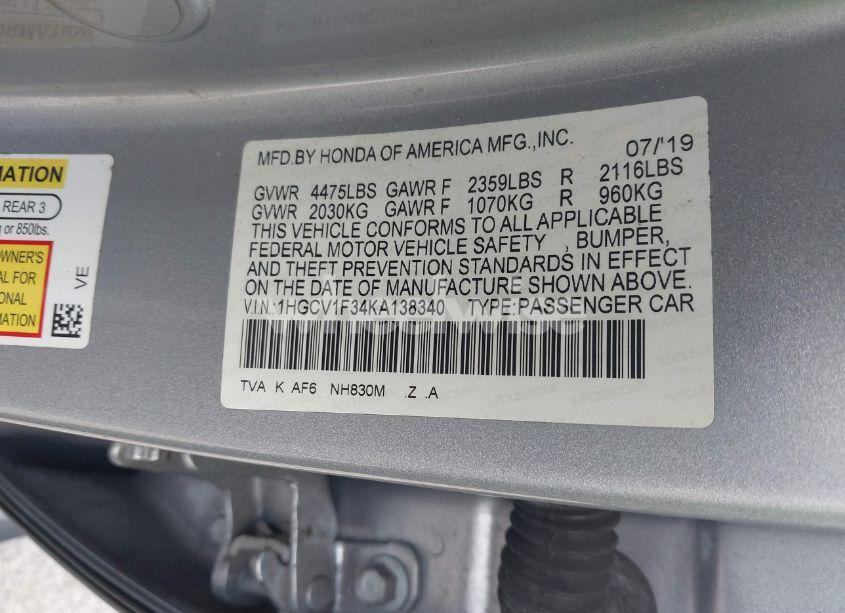 MATION
REAR 3
g or 850lbs.
OWNER'S
AL FOR
IONAL
MATION
VE
MFD.BY HONDA OF AMERICA MFG.,INC. 07/'19
GVWR 4475LBS GAWR F 2359LBS R 2116LBS
GVWR 2030KG GAWR F 1070KG R 960KG
THIS VEHICLE CONFORMS TO ALL APPLICABLE
FEDERAL MOTOR VEHICLE SAFETY , BUMPER,
AND THEFT PREVENTION STANDARDS IN EFFECT
ON THE DATE OF MANUFACTURE SHOWN ABOVE.
V.I.N.:1HGCV1F34KA138340 TYPE:PASSENGER CAR
TVA K AF6 NH830M .Z .A